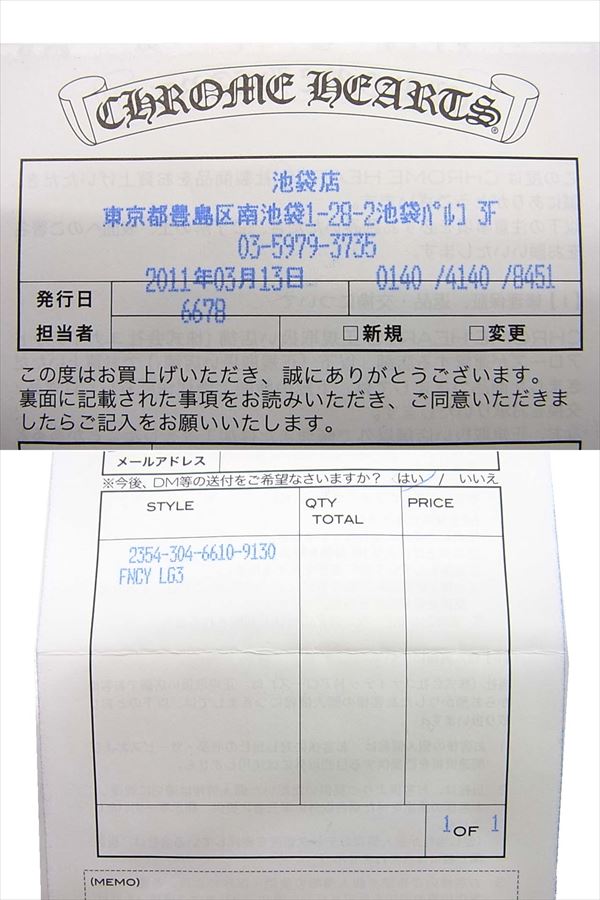 CHROME HEARTS®
池袋店
東京都豊島区南池袋1-28-2池袋ﾊﾟﾙｺ 3F
03-5979-3735
2011年03月13日 0140 /4140 /8451
発行日
6678
担当者 □新規 □変更
この度はお買上げいただき、誠にありがとうございます。
裏面に記載された事項をお読みいただき、ご同意いただきま
したらご記入をお願いいたします。
メールアドレス
※今後、DM等の送付をご希望なさいますか？ はい / いいえ
STYLE QTY TOTAL PRICE
2354-304-6610-9130
FNCY LG3
1 OF 1
(MEMO)